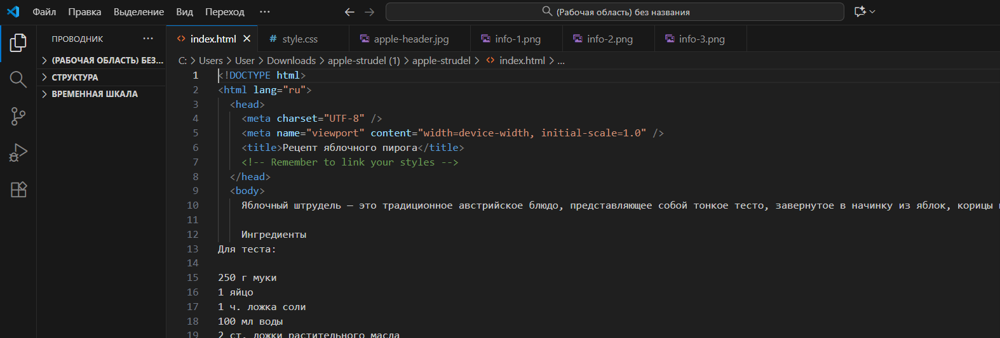 Файл Правка Выделение Вид Переход ··· (Рабочая область) без названия
ПРОВОДНИК ···
(РАБОЧАЯ ОБЛАСТЬ) БЕЗ...
СТРУКТУРА
ВРЕМЕННАЯ ШКАЛА
index.html style.css apple-header.jpg info-1.png info-2.png info-3.png
C: > Users > User > Downloads > apple-strudel (1) > apple-strudel > index.html > ...
1 <!DOCTYPE html>
2 <html lang="ru">
3 <head>
4 <meta charset="UTF-8" />
5 <meta name="viewport" content="width=device-width, initial-scale=1.0" />
6 <title>Рецепт яблочного пирога</title>
7 <!-- Remember to link your styles -->
8 </head>
9 <body>
10 Яблочный штрудель — это традиционное австрийское блюдо, представляющее собой тонкое тесто, завернутое в начинку из яблок, корицы
11
12 Ингредиенты
13 Для теста:
14
15 250 г муки
16 1 яйцо
17 1 ч. ложка соли
18 100 мл воды
19 2 ст. ложки растительного масла